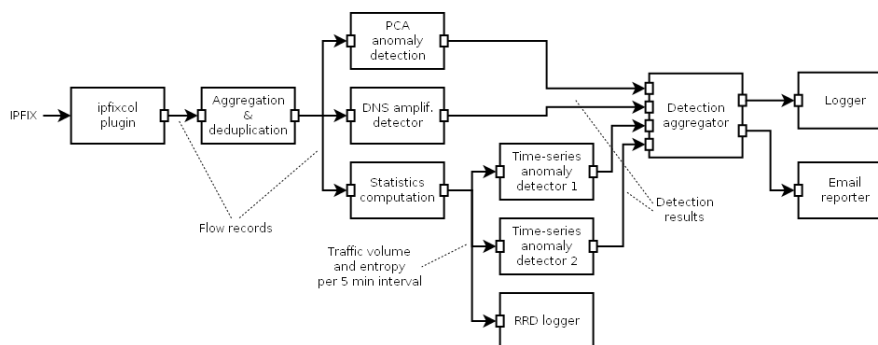 PCA
anomaly
detection
IPFIX
ipfixcol
plugin
Aggregation
&
deduplication
DNS amplif.
detector
Detection
aggregator
Logger
Statistics
computation
Time-series
anomaly
detector 1
Email
reporter
Flow records
Detection
results
Traffic volume
and entropy
per 5 min interval
Time-series
anomaly
detector 2
RRD logger